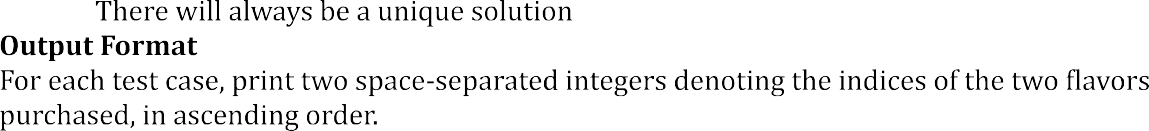 There will always be a unique solution
Output Format
For each test case, print two space-separated integers denoting the indices of the two flavors
purchased, in ascending order.